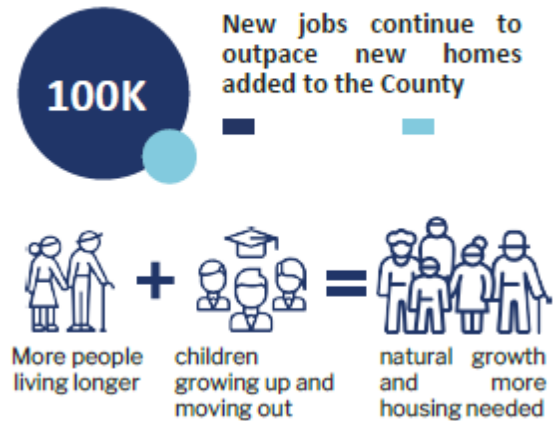 100K
New jobs continue to
outpace new homes
added to the County
+
=
More people
living longer
children
growing up and
moving out
natural growth
and more
housing needed